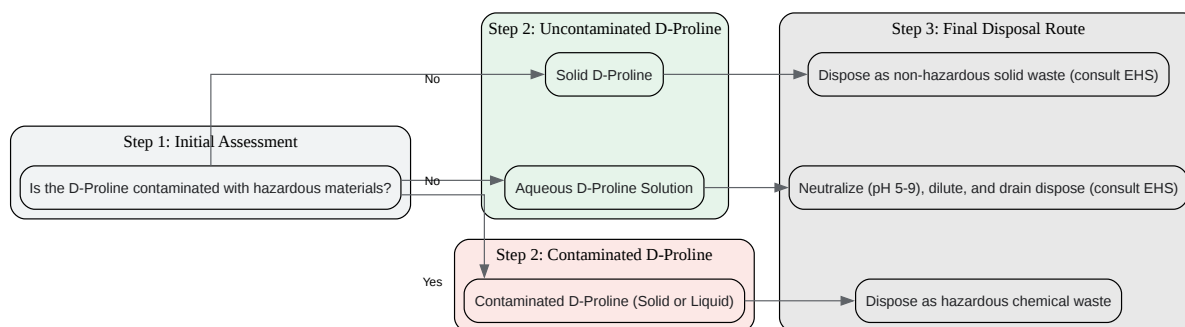 Step 1: Initial Assessment
Is the D-Proline contaminated with hazardous materials?
No
No
Yes
Step 2: Uncontaminated D-Proline
Solid D-Proline
Aqueous D-Proline Solution
Step 2: Contaminated D-Proline
Contaminated D-Proline (Solid or Liquid)
Step 3: Final Disposal Route
Dispose as non-hazardous solid waste (consult EHS)
Neutralize (pH 5-9), dilute, and drain dispose (consult EHS)
Dispose as hazardous chemical waste